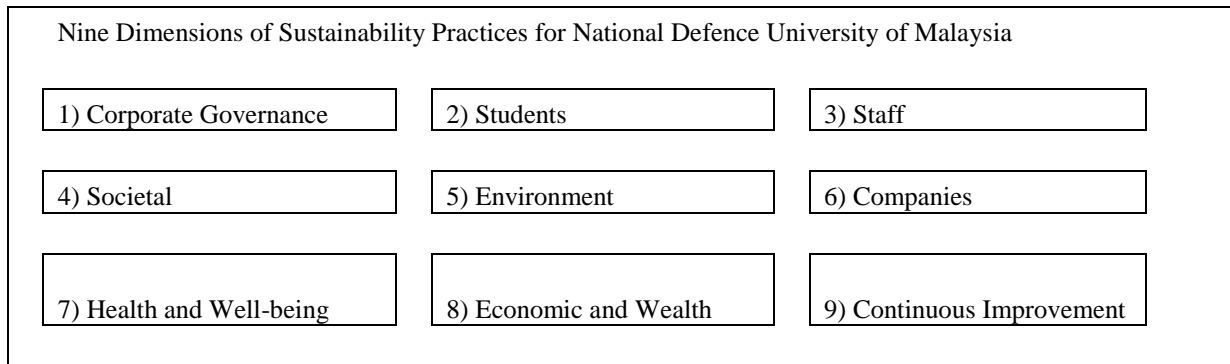 Nine Dimensions of Sustainability Practices for National Defence University of Malaysia
1) Corporate Governance
2) Students
3) Staff
4) Societal
5) Environment
6) Companies
7) Health and Well-being
8) Economic and Wealth
9) Continuous Improvement